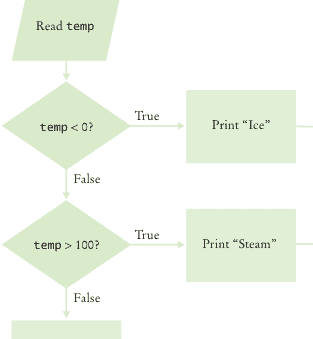 Read temp
True
temp < 0?
Print “Ice”
False
True
temp > 100?
Print “Steam”
False